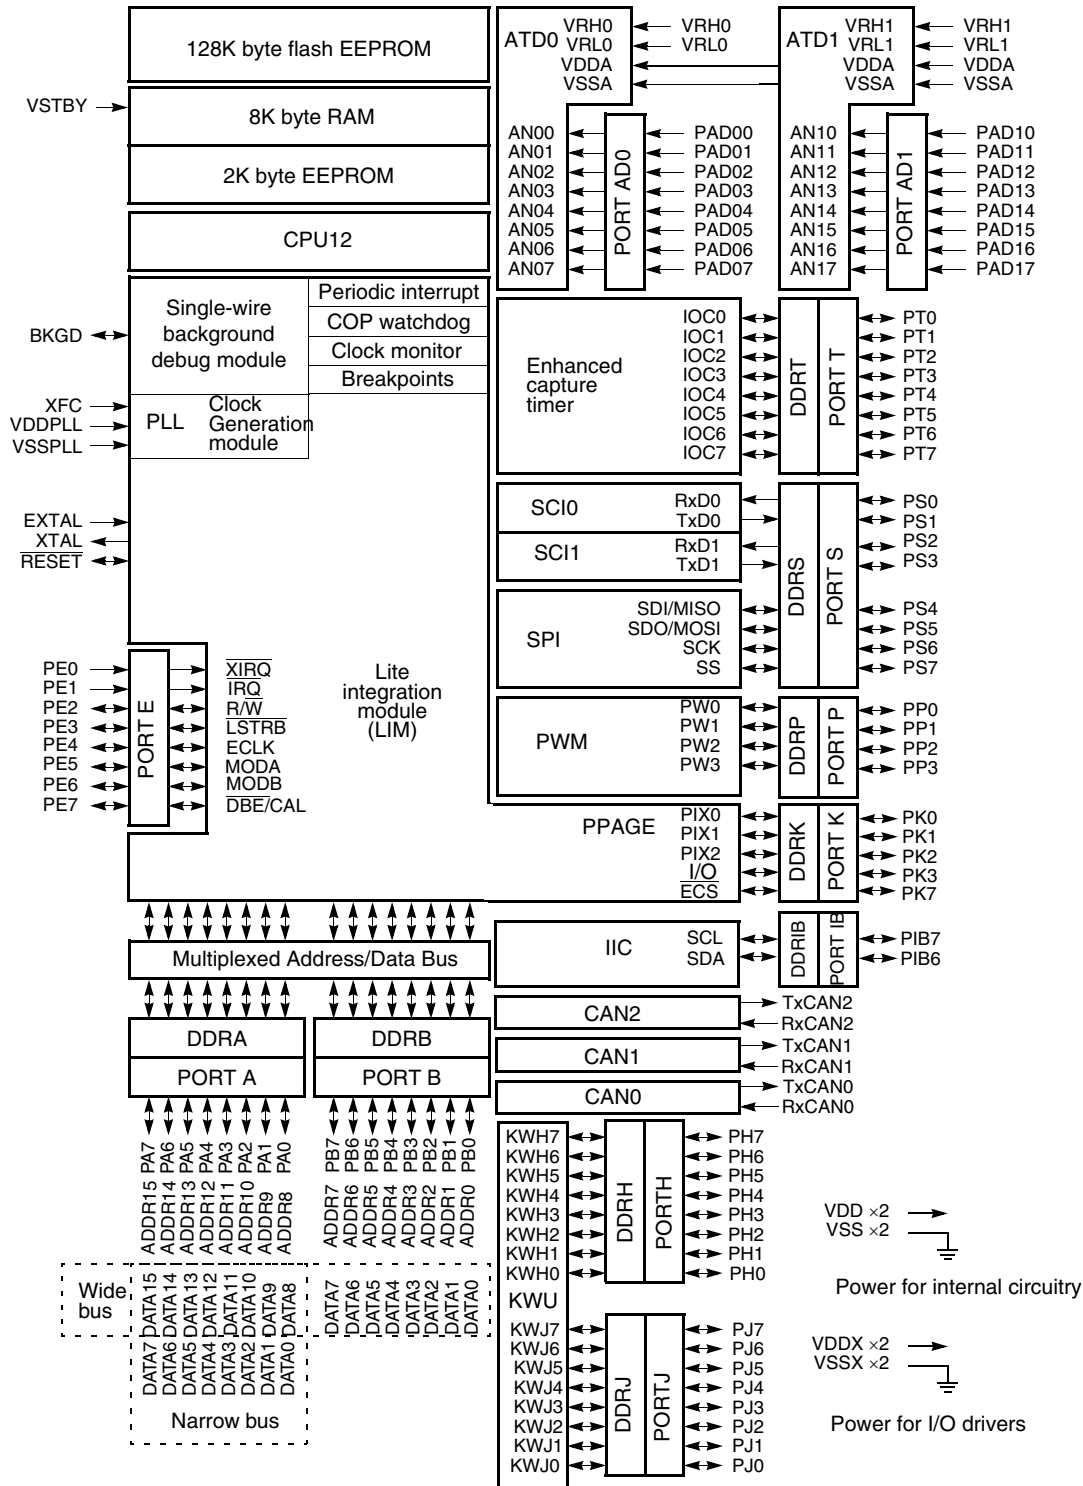 128K byte flash EEPROM
VSTBY
8K byte RAM
2K byte EEPROM
CPU12
Single-wire
background
debug module
Periodic interrupt
COP watchdog
Clock monitor
Breakpoints
BKGD
XFC
VDDPLL
VSSPLL
PLL
Clock
Generation
module
EXTAL
XTAL
RESET
PE0
PE1
PE2
PE3
PE4
PE5
PE6
PE7
PORT E
XIRQ
IRQ
R/W
LSTRB
ECLK
MODA
MODB
DBE/CAL
Lite
integration
module
(LIM)
ATD0
VRH0
VRL0
VDDA
VSSA
VRH0
VRL0
AN00
AN01
AN02
AN03
AN04
AN05
AN06
AN07
PORT AD0
PAD00
PAD01
PAD02
PAD03
PAD04
PAD05
PAD06
PAD07
ATD1
VRH1
VRL1
VDDA
VSSA
VRH1
VRL1
VDDA
VSSA
AN10
AN11
AN12
AN13
AN14
AN15
AN16
AN17
PORT AD1
PAD10
PAD11
PAD12
PAD13
PAD14
PAD15
PAD16
PAD17
Enhanced
capture
timer
IOC0
IOC1
IOC2
IOC3
IOC4
IOC5
IOC6
IOC7
DDRT
PORT T
PT0
PT1
PT2
PT3
PT4
PT5
PT6
PT7
SCI0
RxD0
TxD0
SCI1
RxD1
TxD1
SPI
SDI/MISO
SDO/MOSI
SCK
SS
DDRS
PORT S
PS0
PS1
PS2
PS3
PS4
PS5
PS6
PS7
PWM
PW0
PW1
PW2
PW3
DDRP
PORT P
PP0
PP1
PP2
PP3
PPAGE
PIX0
PIX1
PIX2
I/O
ECS
DDRK
PORT K
PK0
PK1
PK2
PK3
PK7
IIC
SCL
SDA
DDRIB
PORT IB
PIB7
PIB6
CAN2
TxCAN2
RxCAN2
CAN1
TxCAN1
RxCAN1
CAN0
TxCAN0
RxCAN0
Multiplexed Address/Data Bus
DDRA
PORT A
DDRB
PORT B
PA7
PA6
PA5
PA4
PA3
PA2
PA1
PA0
PB7
PB6
PB5
PB4
PB3
PB2
PB1
PB0
ADDR15
ADDR14
ADDR13
ADDR12
ADDR11
ADDR10
ADDR9
ADDR8
ADDR7
ADDR6
ADDR5
ADDR4
ADDR3
ADDR2
ADDR1
ADDR0
Wide
bus
DATA15
DATA14
DATA13
DATA12
DATA11
DATA10
DATA9
DATA8
DATA7
DATA6
DATA5
DATA4
DATA3
DATA2
DATA1
DATA0
DATA7
DATA6
DATA5
DATA4
DATA3
DATA2
DATA1
DATA0
Narrow bus
KWH7
KWH6
KWH5
KWH4
KWH3
KWH2
KWH1
KWH0
DDRH
PORTH
PH7
PH6
PH5
PH4
PH3
PH2
PH1
PH0
KWU
KWJ7
KWJ6
KWJ5
KWJ4
KWJ3
KWJ2
KWJ1
KWJ0
DDRJ
PORTJ
PJ7
PJ6
PJ5
PJ4
PJ3
PJ2
PJ1
PJ0
VDD ×2
VSS ×2
Power for internal circuitry
VDDX ×2
VSSX ×2
Power for I/O drivers